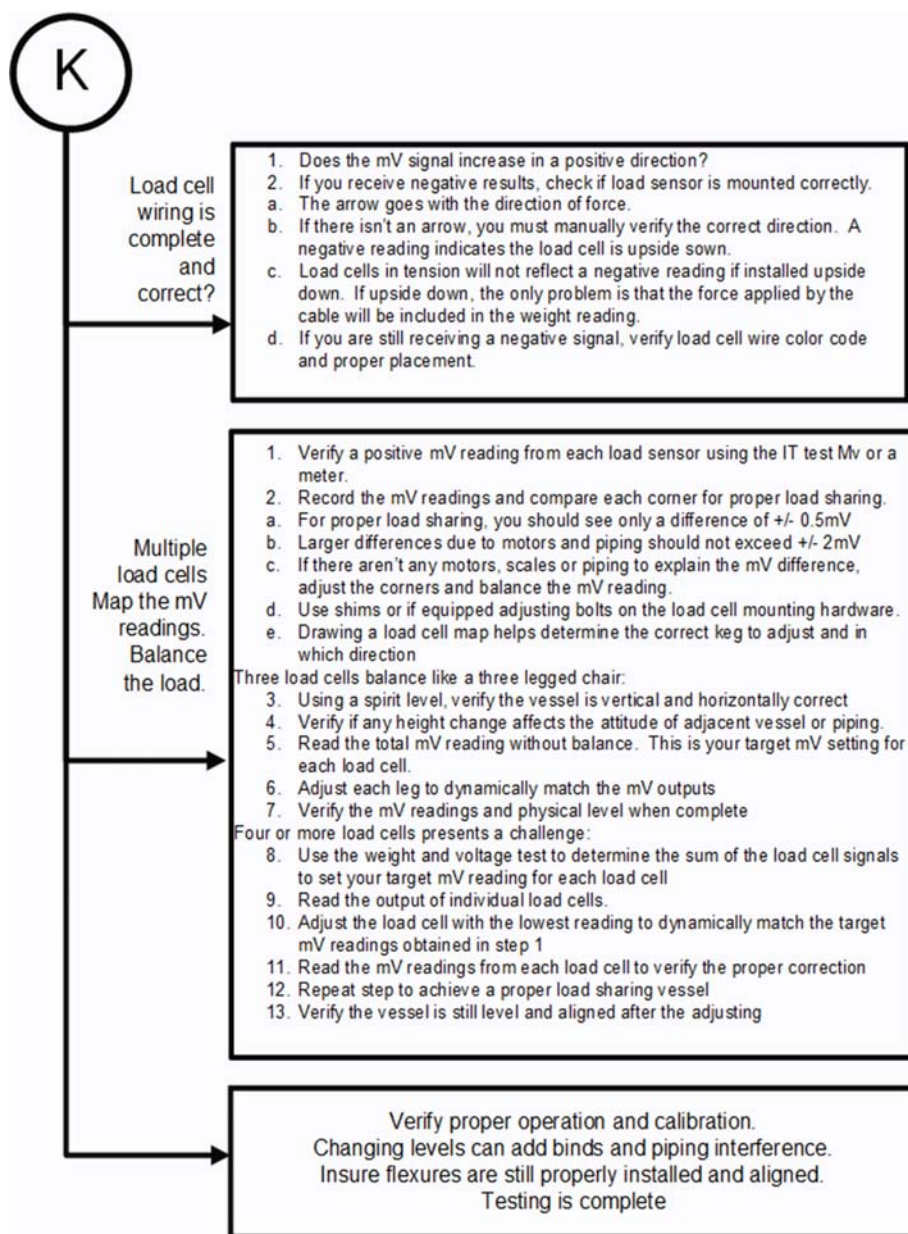 K
Load cell
wiring is
complete
and
correct?
1. Does the mV signal increase in a positive direction?
2. If you receive negative results, check if load sensor is mounted correctly.
a. The arrow goes with the direction of force.
b. If there isn't an arrow, you must manually verify the correct direction. A
negative reading indicates the load cell is upside sown.
c. Load cells in tension will not reflect a negative reading if installed upside
down. If upside down, the only problem is that the force applied by the
cable will be included in the weight reading.
d. If you are still receiving a negative signal, verify load cell wire color code
and proper placement.
Multiple
load cells
Map the mV
readings.
Balance
the load.
1. Verify a positive mV reading from each load sensor using the IT test Mv or a
meter.
2. Record the mV readings and compare each corner for proper load sharing.
a. For proper load sharing, you should see only a difference of +/- 0.5mV
b. Larger differences due to motors and piping should not exceed +/- 2mV
c. If there aren't any motors, scales or piping to explain the mV difference,
adjust the corners and balance the mV reading.
d. Use shims or if equipped adjusting bolts on the load cell mounting hardware.
e. Drawing a load cell map helps determine the correct keg to adjust and in
which direction
Three load cells balance like a three legged chair:
3. Using a spirit level, verify the vessel is vertical and horizontally correct
4. Verify if any height change affects the attitude of adjacent vessel or piping.
5. Read the total mV reading without balance. This is your target mV setting for
each load cell.
6. Adjust each leg to dynamically match the mV outputs
7. Verify the mV readings and physical level when complete
Four or more load cells presents a challenge:
8. Use the weight and voltage test to determine the sum of the load cell signals
to set your target mV reading for each load cell
9. Read the output of individual load cells.
10. Adjust the load cell with the lowest reading to dynamically match the target
mV readings obtained in step 1
11. Read the mV readings from each load cell to verify the proper correction
12. Repeat step to achieve a proper load sharing vessel
13. Verify the vessel is still level and aligned after the adjusting
Verify proper operation and calibration.
Changing levels can add binds and piping interference.
Insure flexures are still properly installed and aligned.
Testing is complete